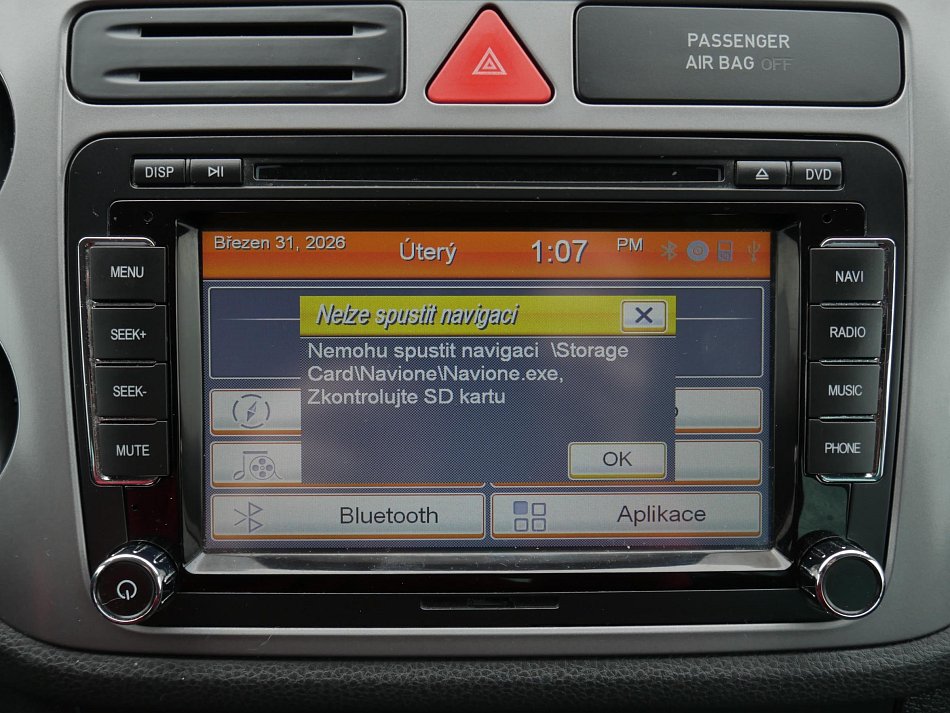 PASSENGER
AIR BAG OFF
DISP
DVD
Březen 31, 2026
Úterý
1:07
PM
MENU
SEEK+
SEEK-
MUTE
Nelze spustit navigaci
Nemohu spustit navigaci \Storage
Card\Navione\Navione.exe,
Zkontrolujte SD kartu
OK
Bluetooth
Aplikace
NAVI
RADIO
MUSIC
PHONE